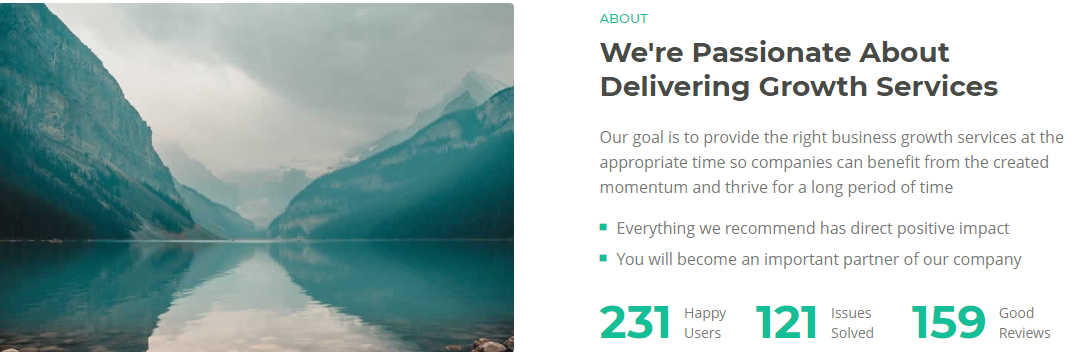 ABOUT
We're Passionate About
Delivering Growth Services
Our goal is to provide the right business growth services at the
appropriate time so companies can benefit from the created
momentum and thrive for a long period of time
Everything we recommend has direct positive impact
You will become an important partner of our company
231 Happy Users
121 Issues Solved
159 Good Reviews